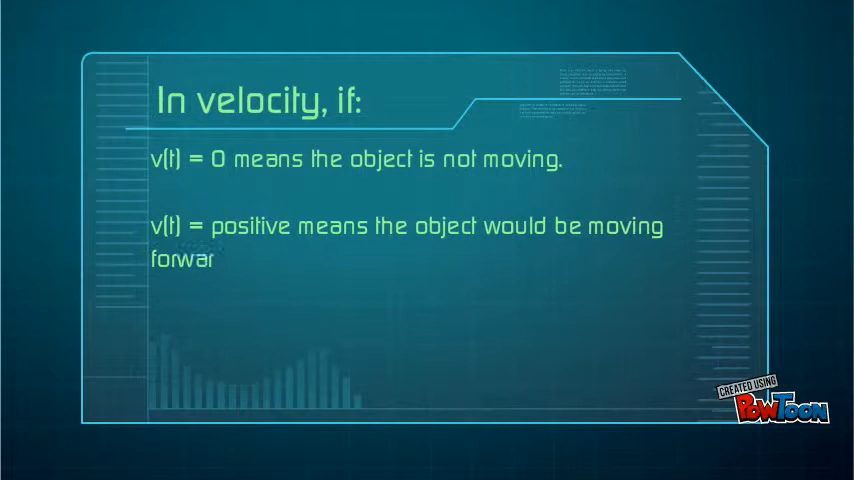 In velocity, if:
v(t) = 0 means the object is not moving.
v(t) = positive means the object would be moving
forwar
CREATED USING
POWTOON